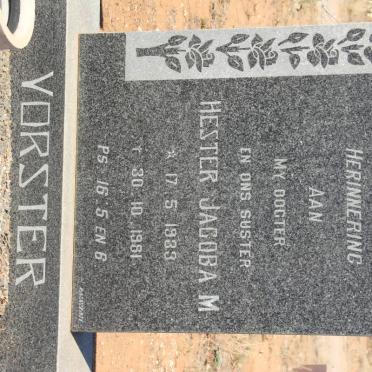 HERINNERING
AAN
MY DOGTER
EN ONS SUSTER
HESTER JACOBA M
☆ 17.5.1933
† 30.10.1981
PS. 16:5 EN 6
VORSTER